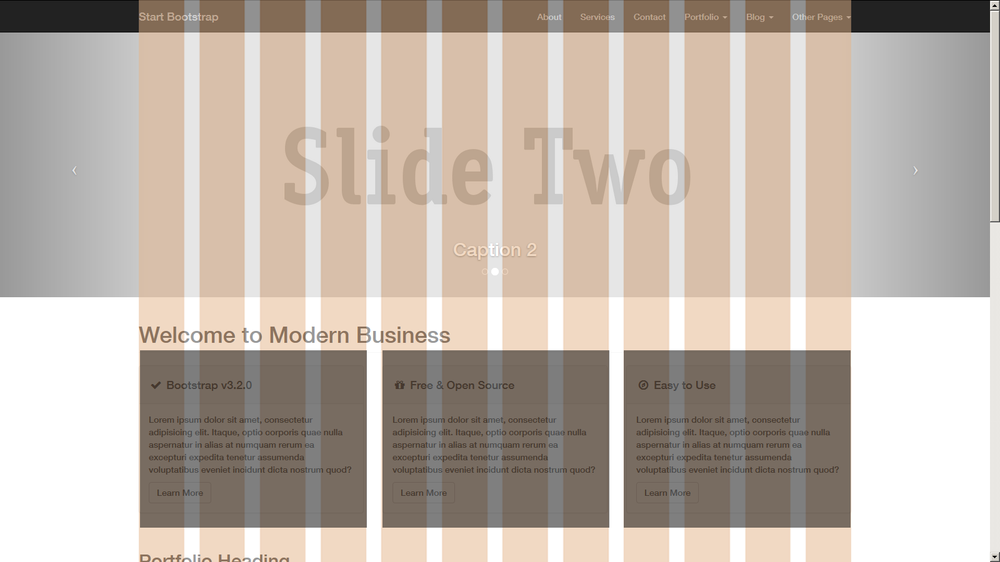 Start Bootstrap About Services Contact Portfolio Blog Other Pages
Slide Two
Caption 2
Welcome to Modern Business
Bootstrap v3.2.0
Lorem ipsum dolor sit amet, consectetur
adipisicing elit. Itaque, optio corporis quae nulla
aspernatur in alias at numquam rerum ea
excepturi expedita tenetur assumenda
voluptatibus eveniet incidunt dicta nostrum quod?
Learn More
Free & Open Source
Lorem ipsum dolor sit amet, consectetur
adipisicing elit. Itaque, optio corporis quae nulla
aspernatur in alias at numquam rerum ea
excepturi expedita tenetur assumenda
voluptatibus eveniet incidunt dicta nostrum quod?
Learn More
Easy to Use
Lorem ipsum dolor sit amet, consectetur
adipisicing elit. Itaque, optio corporis quae nulla
aspernatur in alias at numquam rerum ea
excepturi expedita tenetur assumenda
voluptatibus eveniet incidunt dicta nostrum quod?
Learn More
Portfolio Heading